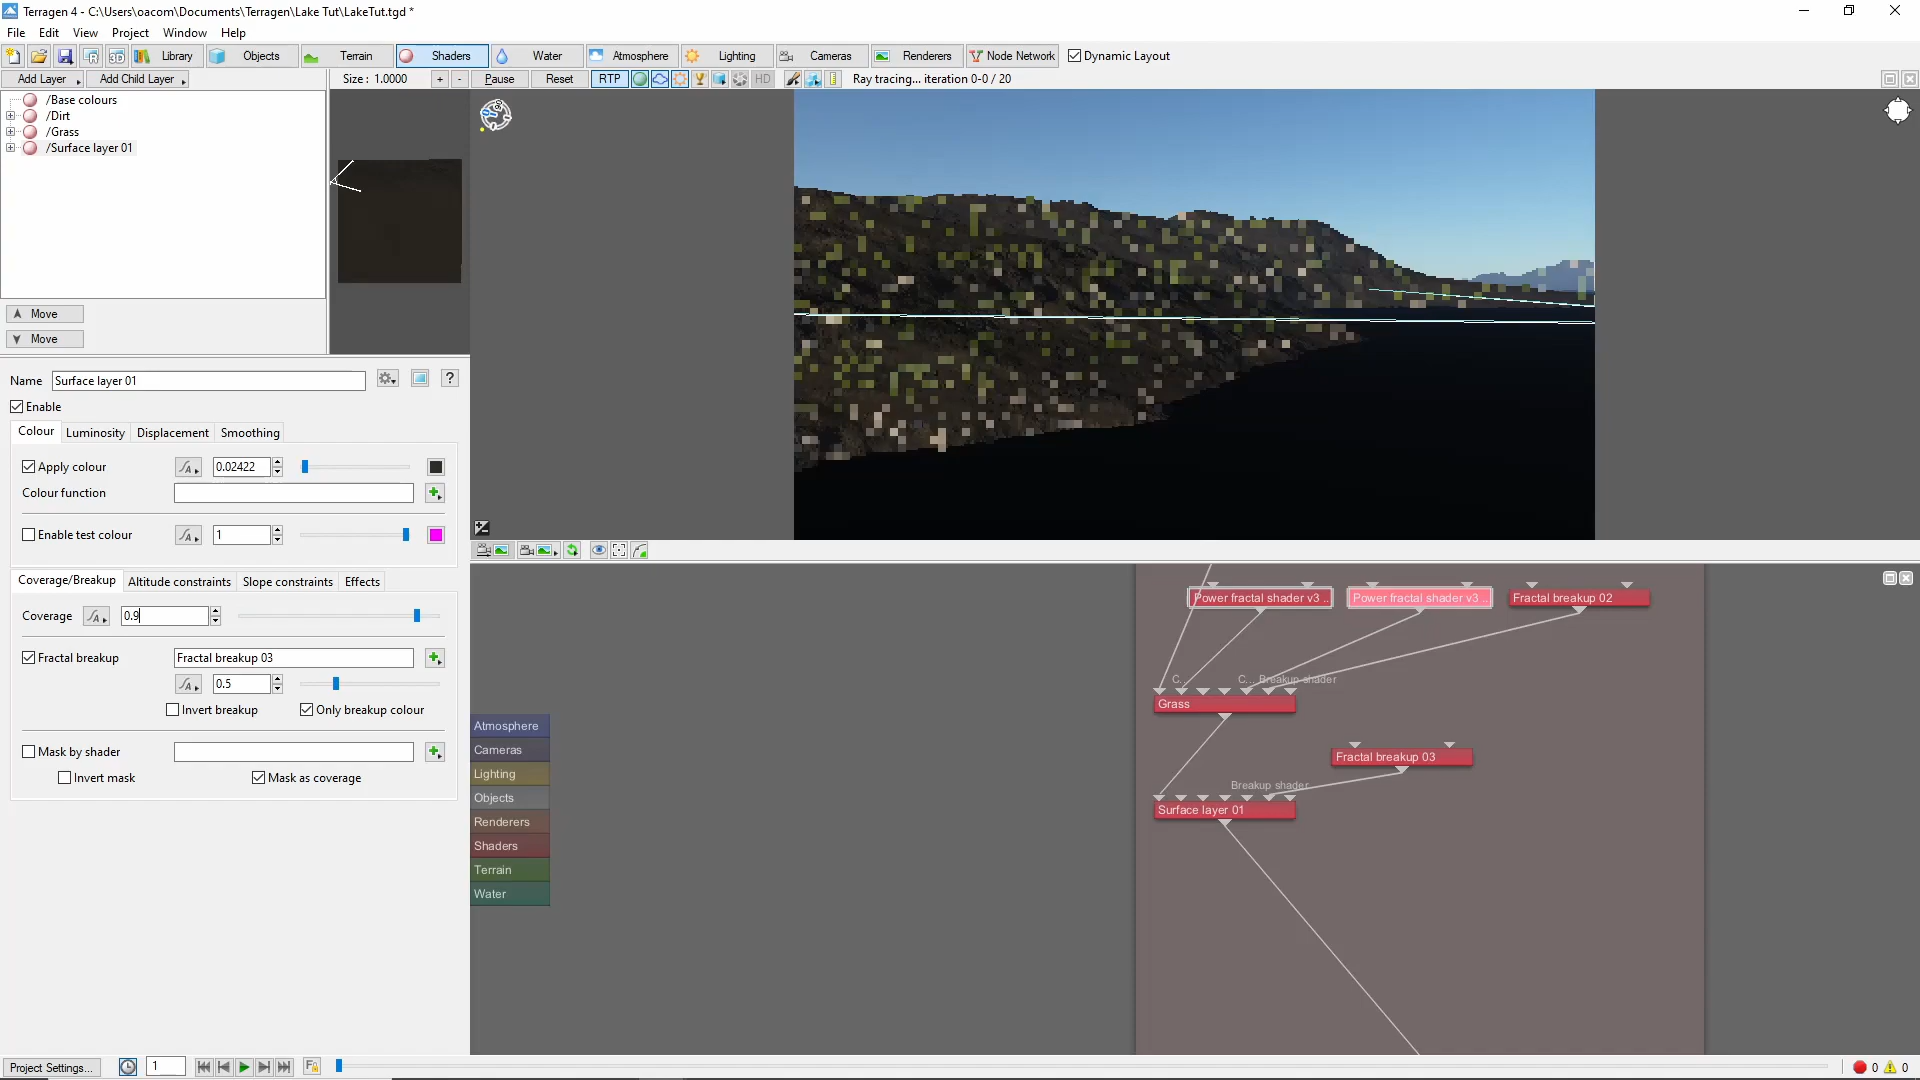 Terragen 4 - C:\Users\oacom\Documents\Terragen\Lake Tut\LakeTut.tgd *
File Edit View Project Window Help
Library Objects Terrain Shaders Water Atmosphere Lighting Cameras Renderers Node Network Dynamic Layout
Add Layer Add Child Layer Size : 1.0000 + - Pause Reset RTP HD Ray tracing... iteration 0-0 / 20
/Base colours
/Dirt
/Grass
/Surface layer 01
Move
Move
Name Surface layer 01 ?
Enable
Colour Luminosity Displacement Smoothing
Apply colour 0.02422
Colour function
Enable test colour 1
Coverage/Breakup Altitude constraints Slope constraints Effects
Coverage 0.9
Fractal breakup Fractal breakup 03
0.5
Invert breakup Only breakup colour
Mask by shader
Invert mask Mask as coverage
Atmosphere
Cameras
Lighting
Objects
Renderers
Shaders
Terrain
Water
Power fractal shader v3 .. Power fractal shader v3 .. Fractal breakup 02
C... C... Breakup shader
Grass
Fractal breakup 03
Breakup shader
Surface layer 01
Project Settings... 1 0 0